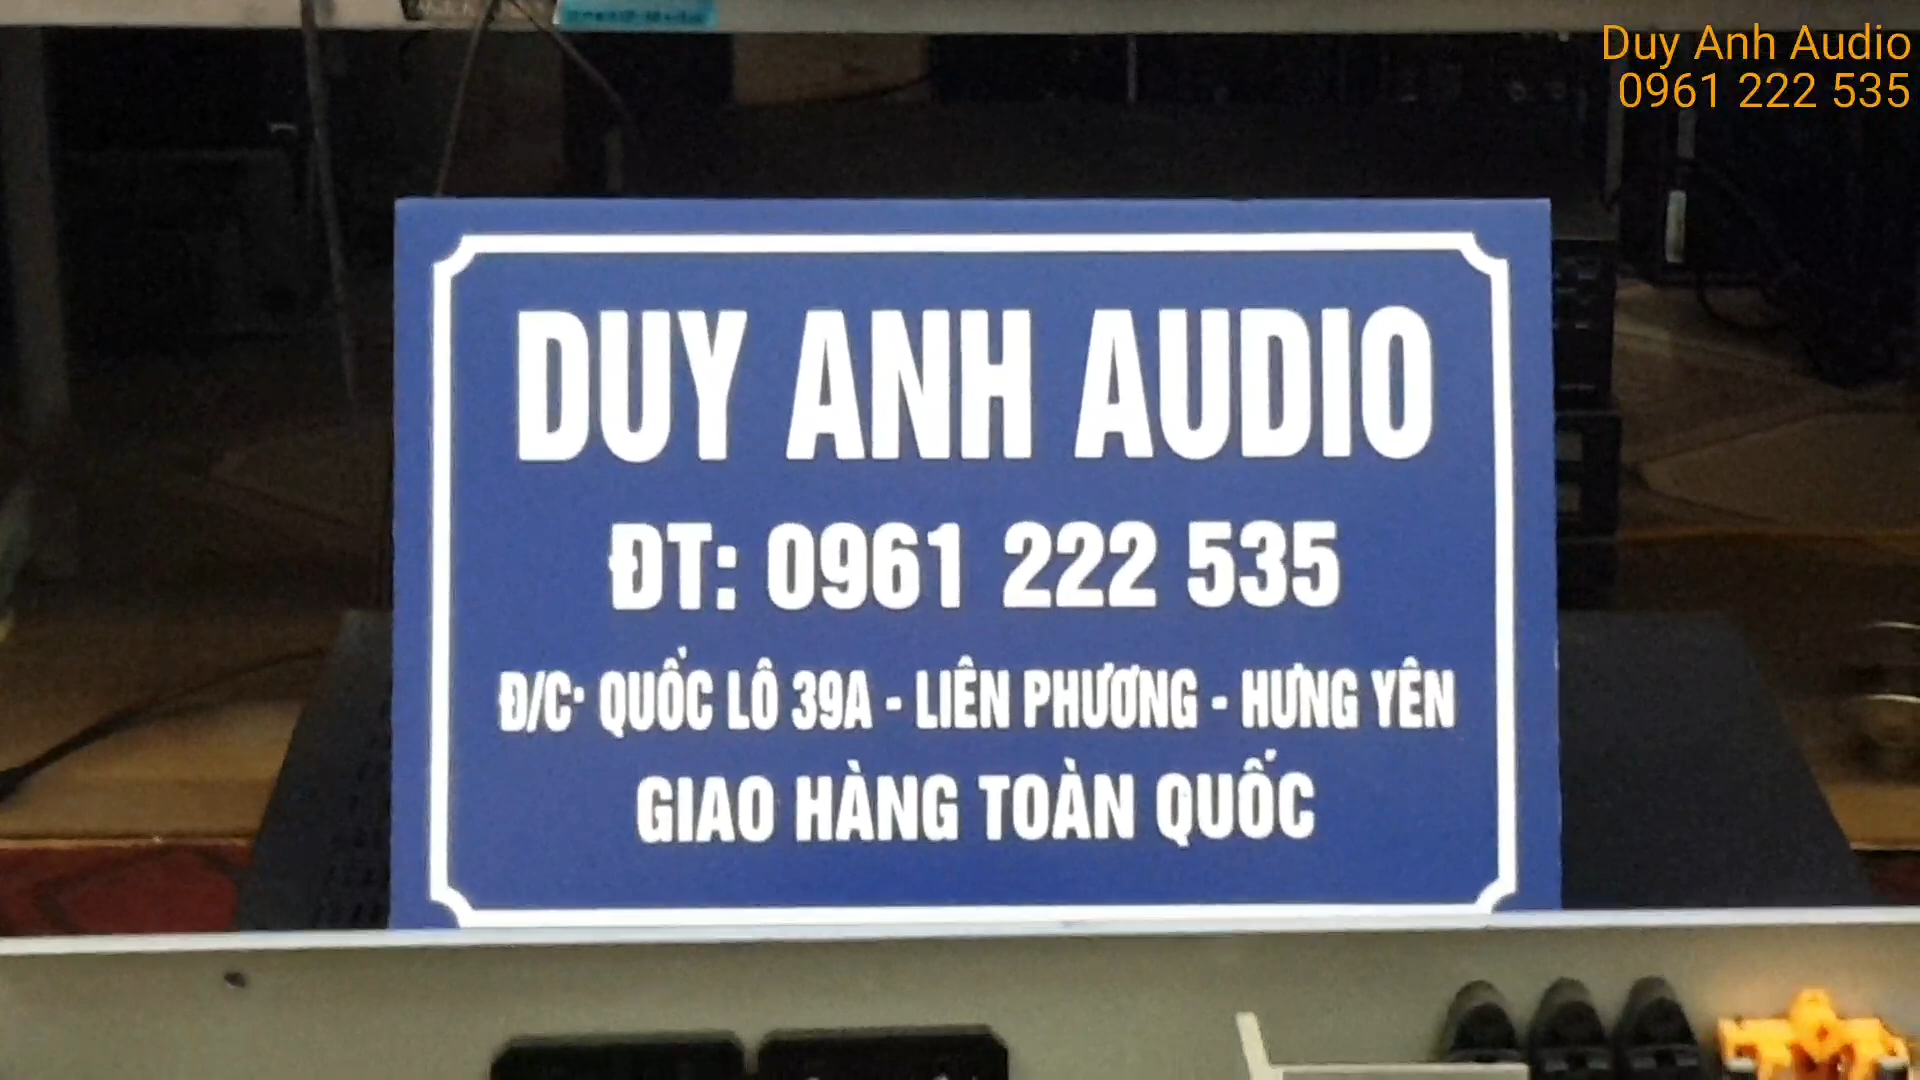 Duy Anh Audio
0961 222 535
DUY ANH AUDIO
ĐT: 0961 222 535
Đ/C: QUỐC LÔ 39A - LIÊN PHƯƠNG - HƯNG YÊN
GIAO HÀNG TOÀN QUỐC